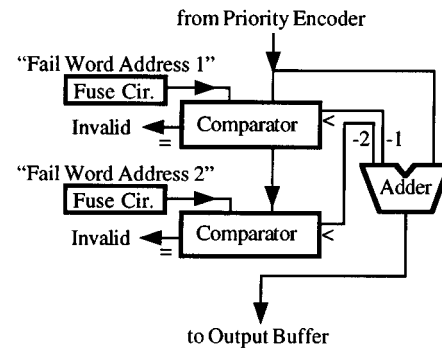 from Priority Encoder
“Fail Word Address 1”
Fuse Cir.
Invalid
=
Comparator
<
-2
-1
Adder
“Fail Word Address 2”
Fuse Cir.
Invalid
=
Comparator
<
to Output Buffer